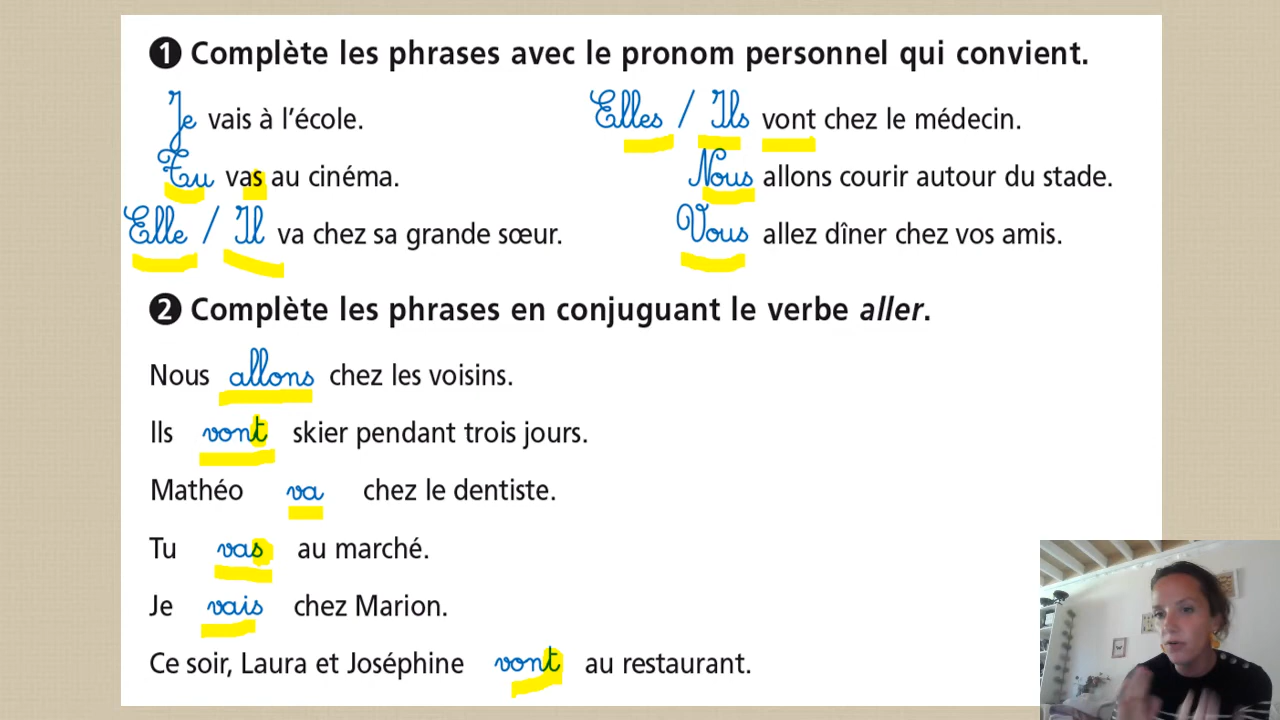 1 Complète les phrases avec le pronom personnel qui convient.
Je vais à l'école.
Tu vas au cinéma.
Elle / Il va chez sa grande sœur.
Elles / Ils vont chez le médecin.
Nous allons courir autour du stade.
Vous allez dîner chez vos amis.
2 Complète les phrases en conjuguant le verbe aller.
Nous allons chez les voisins.
Ils vont skier pendant trois jours.
Mathéo va chez le dentiste.
Tu vas au marché.
Je vais chez Marion.
Ce soir, Laura et Joséphine vont au restaurant.